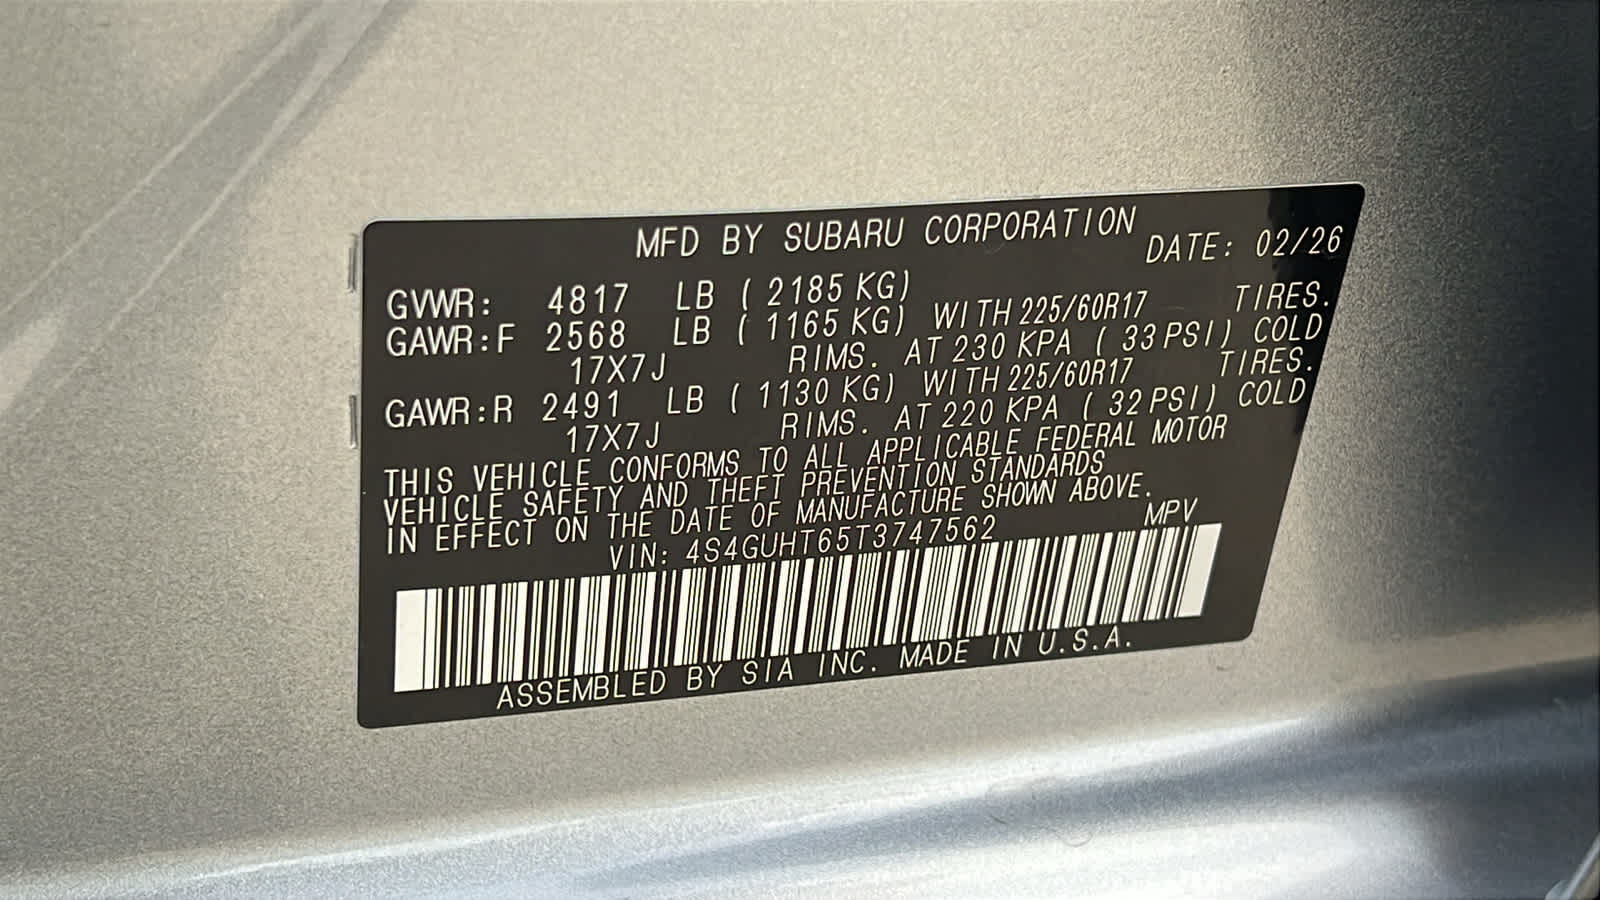 MFD BY SUBARU CORPORATION DATE: 02/26
GVWR: 4817 LB ( 2185 KG)
GAWR:F 2568 LB ( 1165 KG) WITH 225/60R17 TIRES.
17X7J RIMS. AT 230 KPA ( 33 PSI) COLD
GAWR:R 2491 LB ( 1130 KG) WITH 225/60R17 TIRES.
17X7J RIMS. AT 220 KPA ( 32 PSI) COLD
THIS VEHICLE CONFORMS TO ALL APPLICABLE FEDERAL MOTOR
VEHICLE SAFETY AND THEFT PREVENTION STANDARDS
IN EFFECT ON THE DATE OF MANUFACTURE SHOWN ABOVE.
VIN: 4S4GUHT65T3747562 MPV
ASSEMBLED BY SIA INC. MADE IN U.S.A.